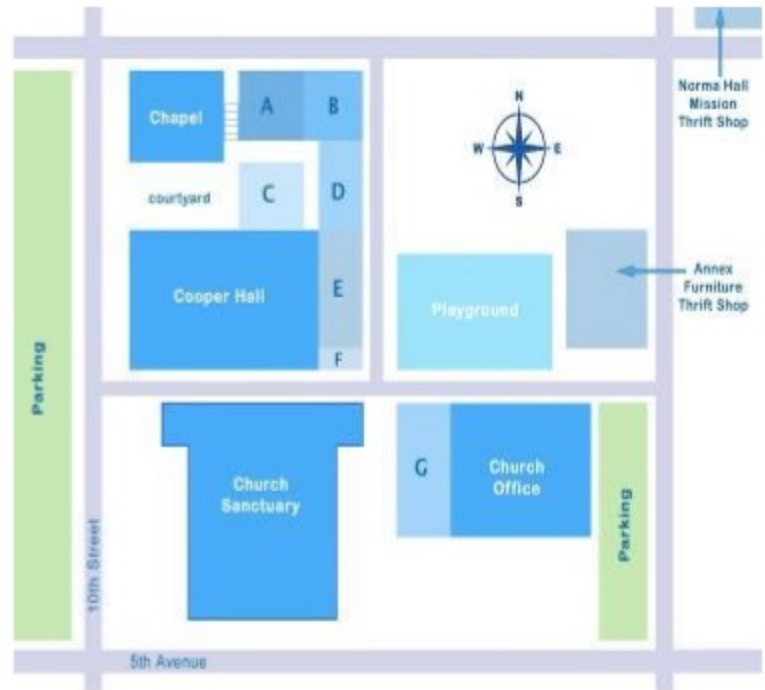 Norma Hall
Mission
Thrift Shop
Chapel
A
B
N
W
E
S
courtyard
C
D
Cooper Hall
E
F
Playground
Annex
Furniture
Thrift Shop
Parking
Church
Sanctuary
G
Church
Office
Parking
10th Street
5th Avenue